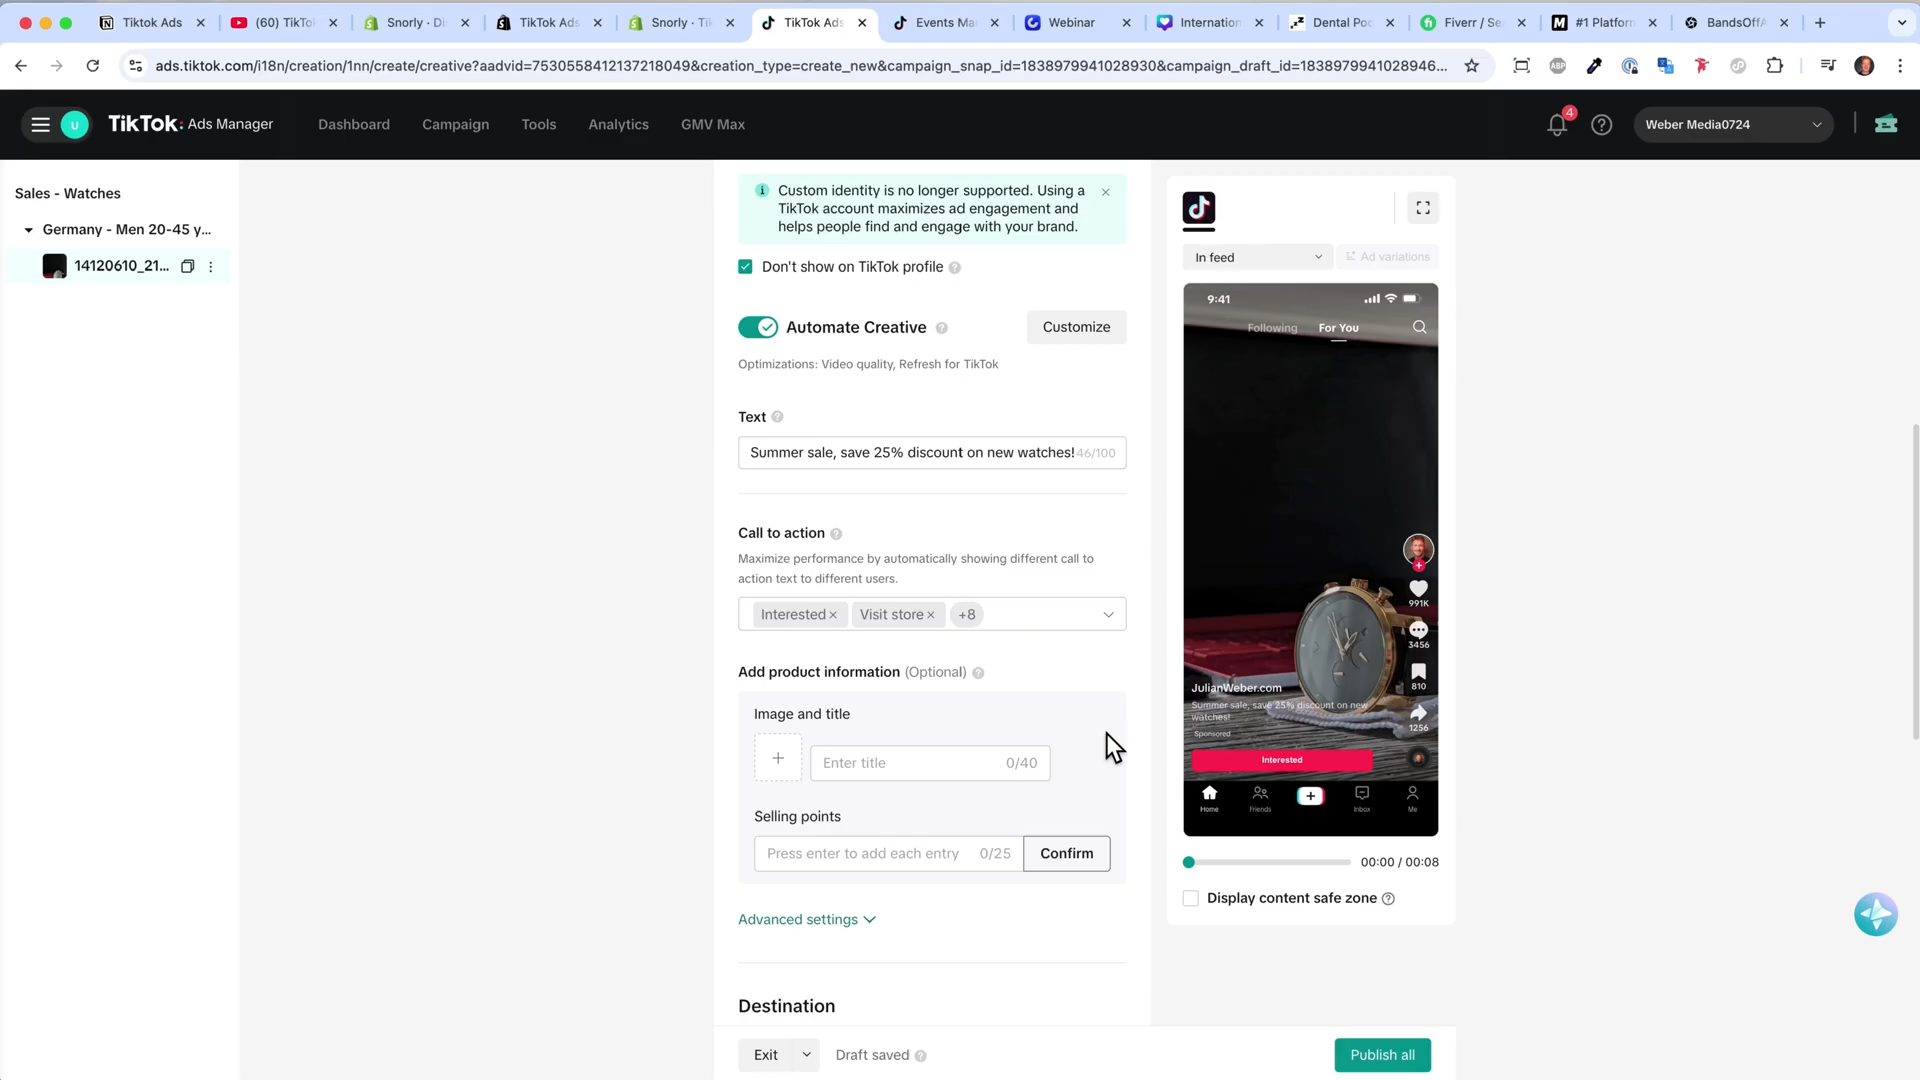 Tiktok Ads
(60) TikTo
Snorly · Di
TikTok Ads
Snorly · Tik
TikTok Ads
Events Ma
Webinar
Internation
Dental Poc
Fiverr / Se
#1 Platform
BandsOffA
ads.tiktok.com/i18n/creation/1nn/create/creative?aadvid=7530558412137218049&creation_type=create_new&campaign_snap_id=1838979941028930&campaign_draft_id=1838979941028946...
ABP
U
TikTok: Ads Manager
Dashboard
Campaign
Tools
Analytics
GMV Max
4
Weber Media0724
Sales - Watches
Germany - Men 20-45 y...
14120610_21...
Custom identity is no longer supported. Using a
TikTok account maximizes ad engagement and
helps people find and engage with your brand.
Don't show on TikTok profile
Automate Creative
Customize
Optimizations: Video quality, Refresh for TikTok
Text
Summer sale, save 25% discount on new watches! 46/100
Call to action
Maximize performance by automatically showing different call to
action text to different users.
Interested
Visit store
+8
Add product information (Optional)
Image and title
Enter title 0/40
Selling points
Press enter to add each entry 0/25
Confirm
Advanced settings
Destination
Exit
Draft saved
Publish all
In feed
Ad variations
9:41
Following
For You
991K
3456
810
1256
JulianWeber.com
Summer sale, save 25% discount on new
watches!
Sponsored
Interested
Home
Friends
Inbox
Me
00:00 / 00:08
Display content safe zone